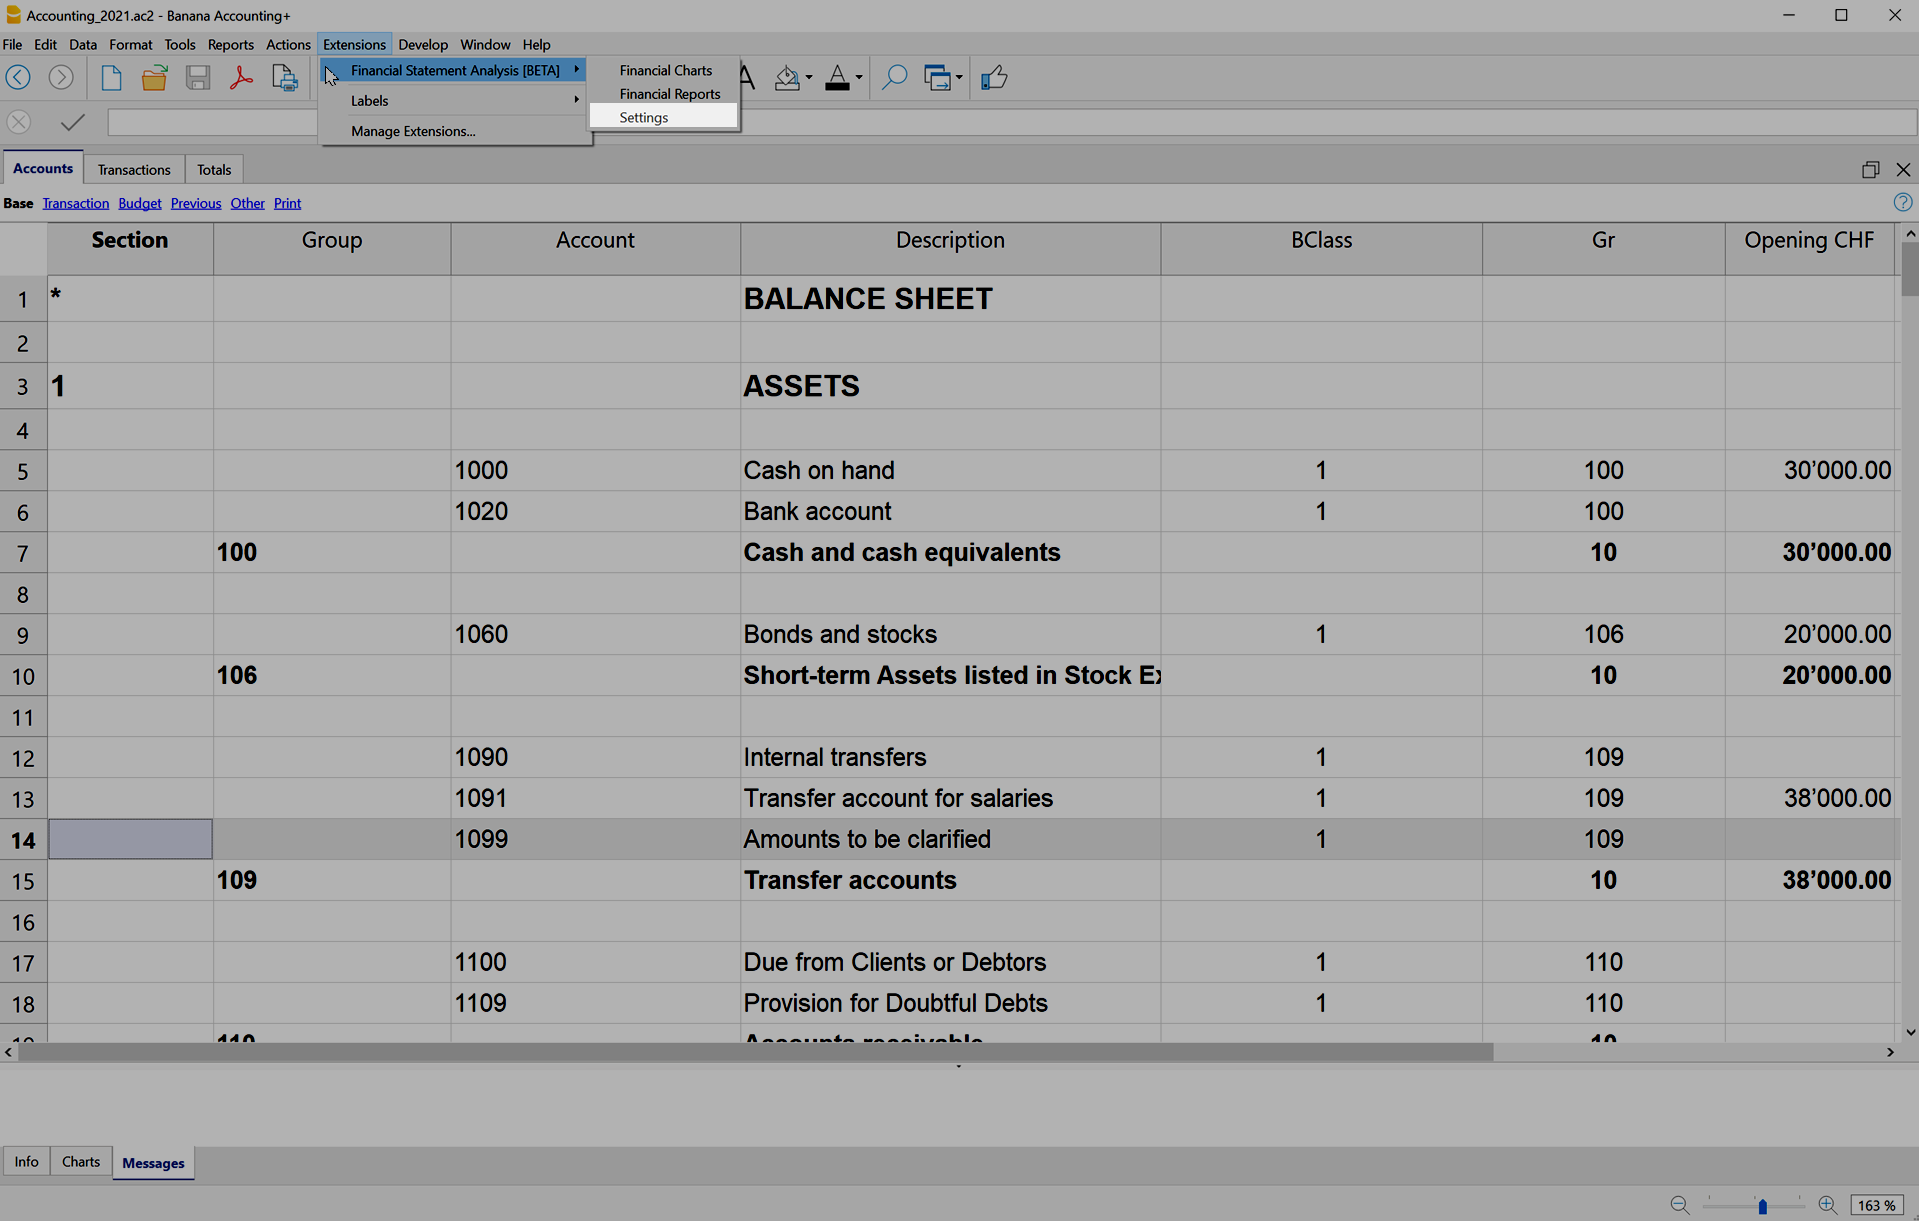 Accounting_2021.ac2 - Banana Accounting+
File Edit Data Format Tools Reports Actions Extensions Develop Window Help
Financial Statement Analysis [BETA]
Labels
Manage Extensions...
Financial Charts
Financial Reports
Settings
Accounts Transactions Totals
Base Transaction Budget Previous Other Print
Section Group Account Description BClass Gr Opening CHF
1 * BALANCE SHEET
2
3 1 ASSETS
4
5 1000 Cash on hand 1 100 30’000.00
6 1020 Bank account 1 100
7 100 Cash and cash equivalents 10 30’000.00
8
9 1060 Bonds and stocks 1 106 20’000.00
10 106 Short-term Assets listed in Stock Ex 10 20’000.00
11
12 1090 Internal transfers 1 109
13 1091 Transfer account for salaries 1 109 38’000.00
14 1099 Amounts to be clarified 1 109
15 109 Transfer accounts 10 38’000.00
16
17 1100 Due from Clients or Debtors 1 110
18 1109 Provision for Doubtful Debts 1 110
19 110 Accounts receivable 10
Info Charts Messages
163 %